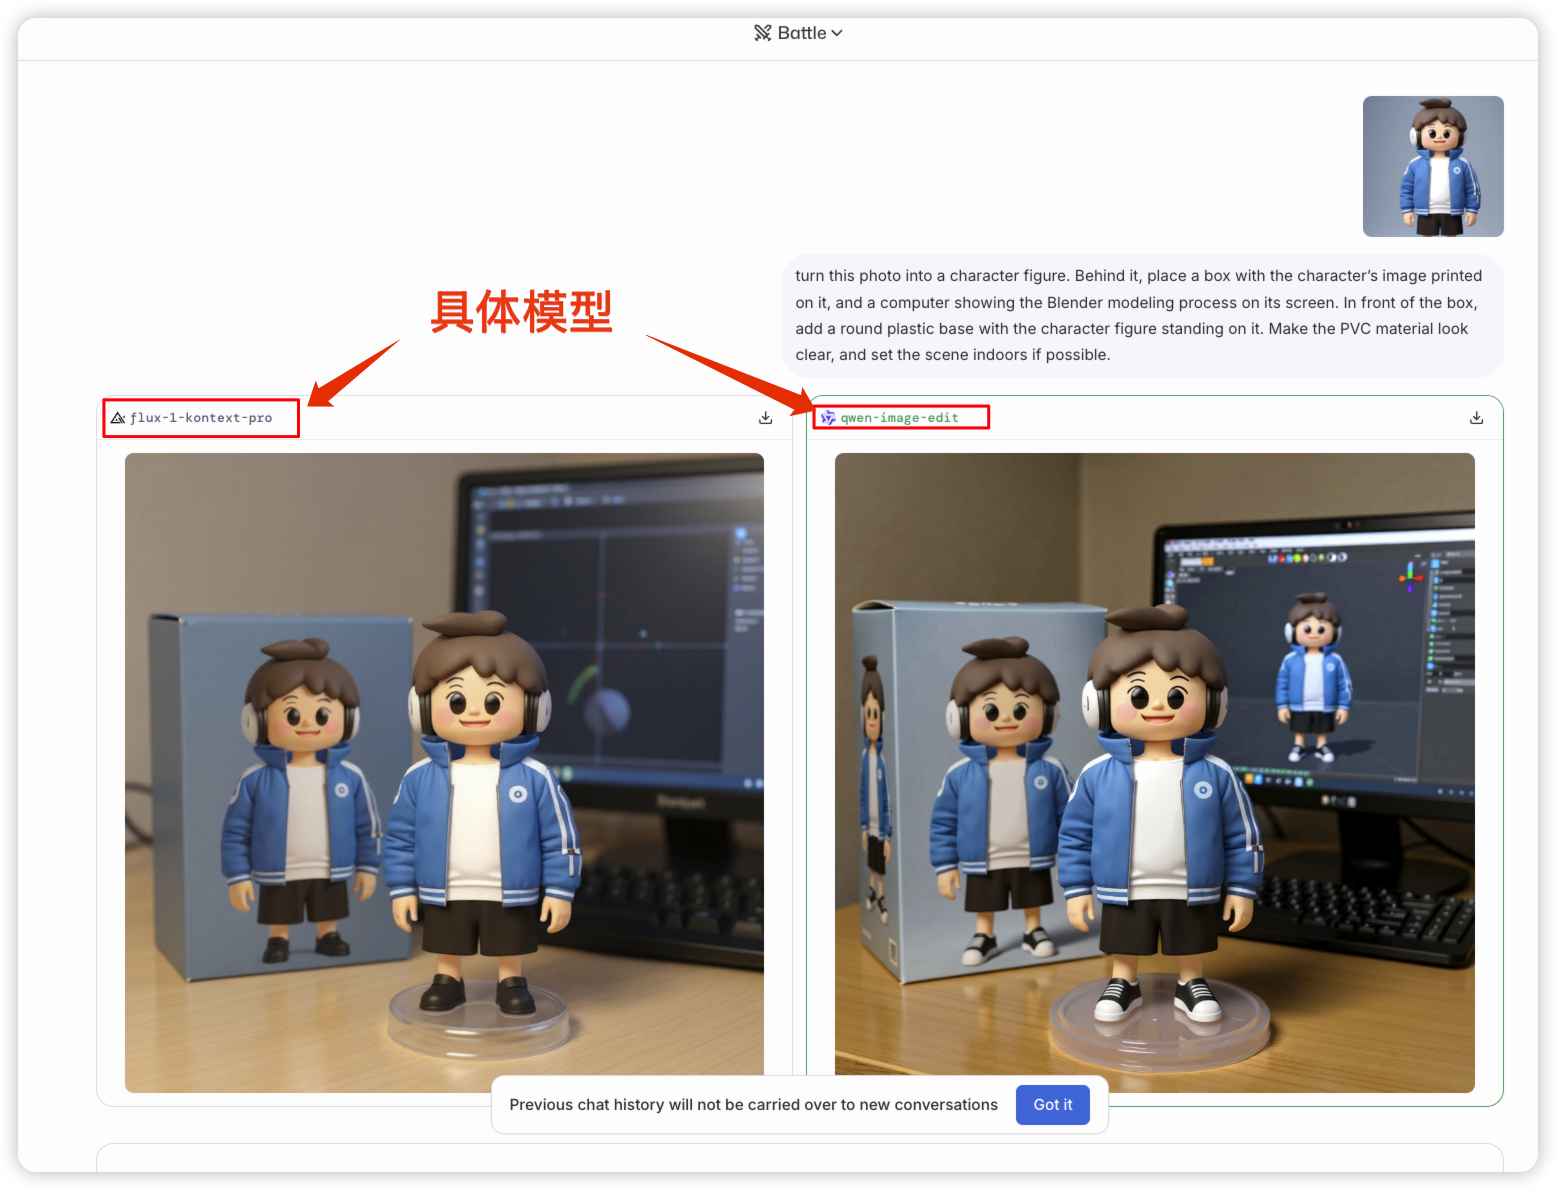 Battle
turn this photo into a character figure. Behind it, place a box with the character’s image printed
on it, and a computer showing the Blender modeling process on its screen. In front of the box,
add a round plastic base with the character figure standing on it. Make the PVC material look
clear, and set the scene indoors if possible.
具体模型
flux-1-kontext-pro
qwen-image-edit
Previous chat history will not be carried over to new conversations
Got it